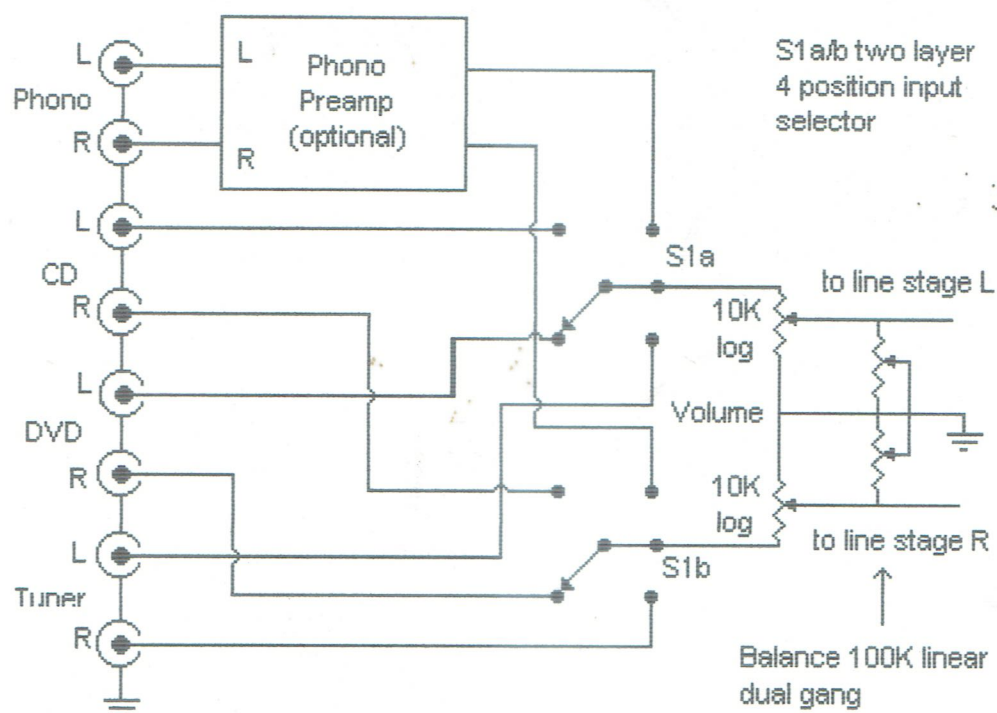 L
Phono
R
L
CD
R
L
DVD
R
L
Tuner
R
L
R
Phono
Preamp
(optional)
S1a/b two layer
4 position input
selector
S1a
10K
log
to line stage L
Volume
10K
log
S1b
to line stage R
Balance 100K linear
dual gang